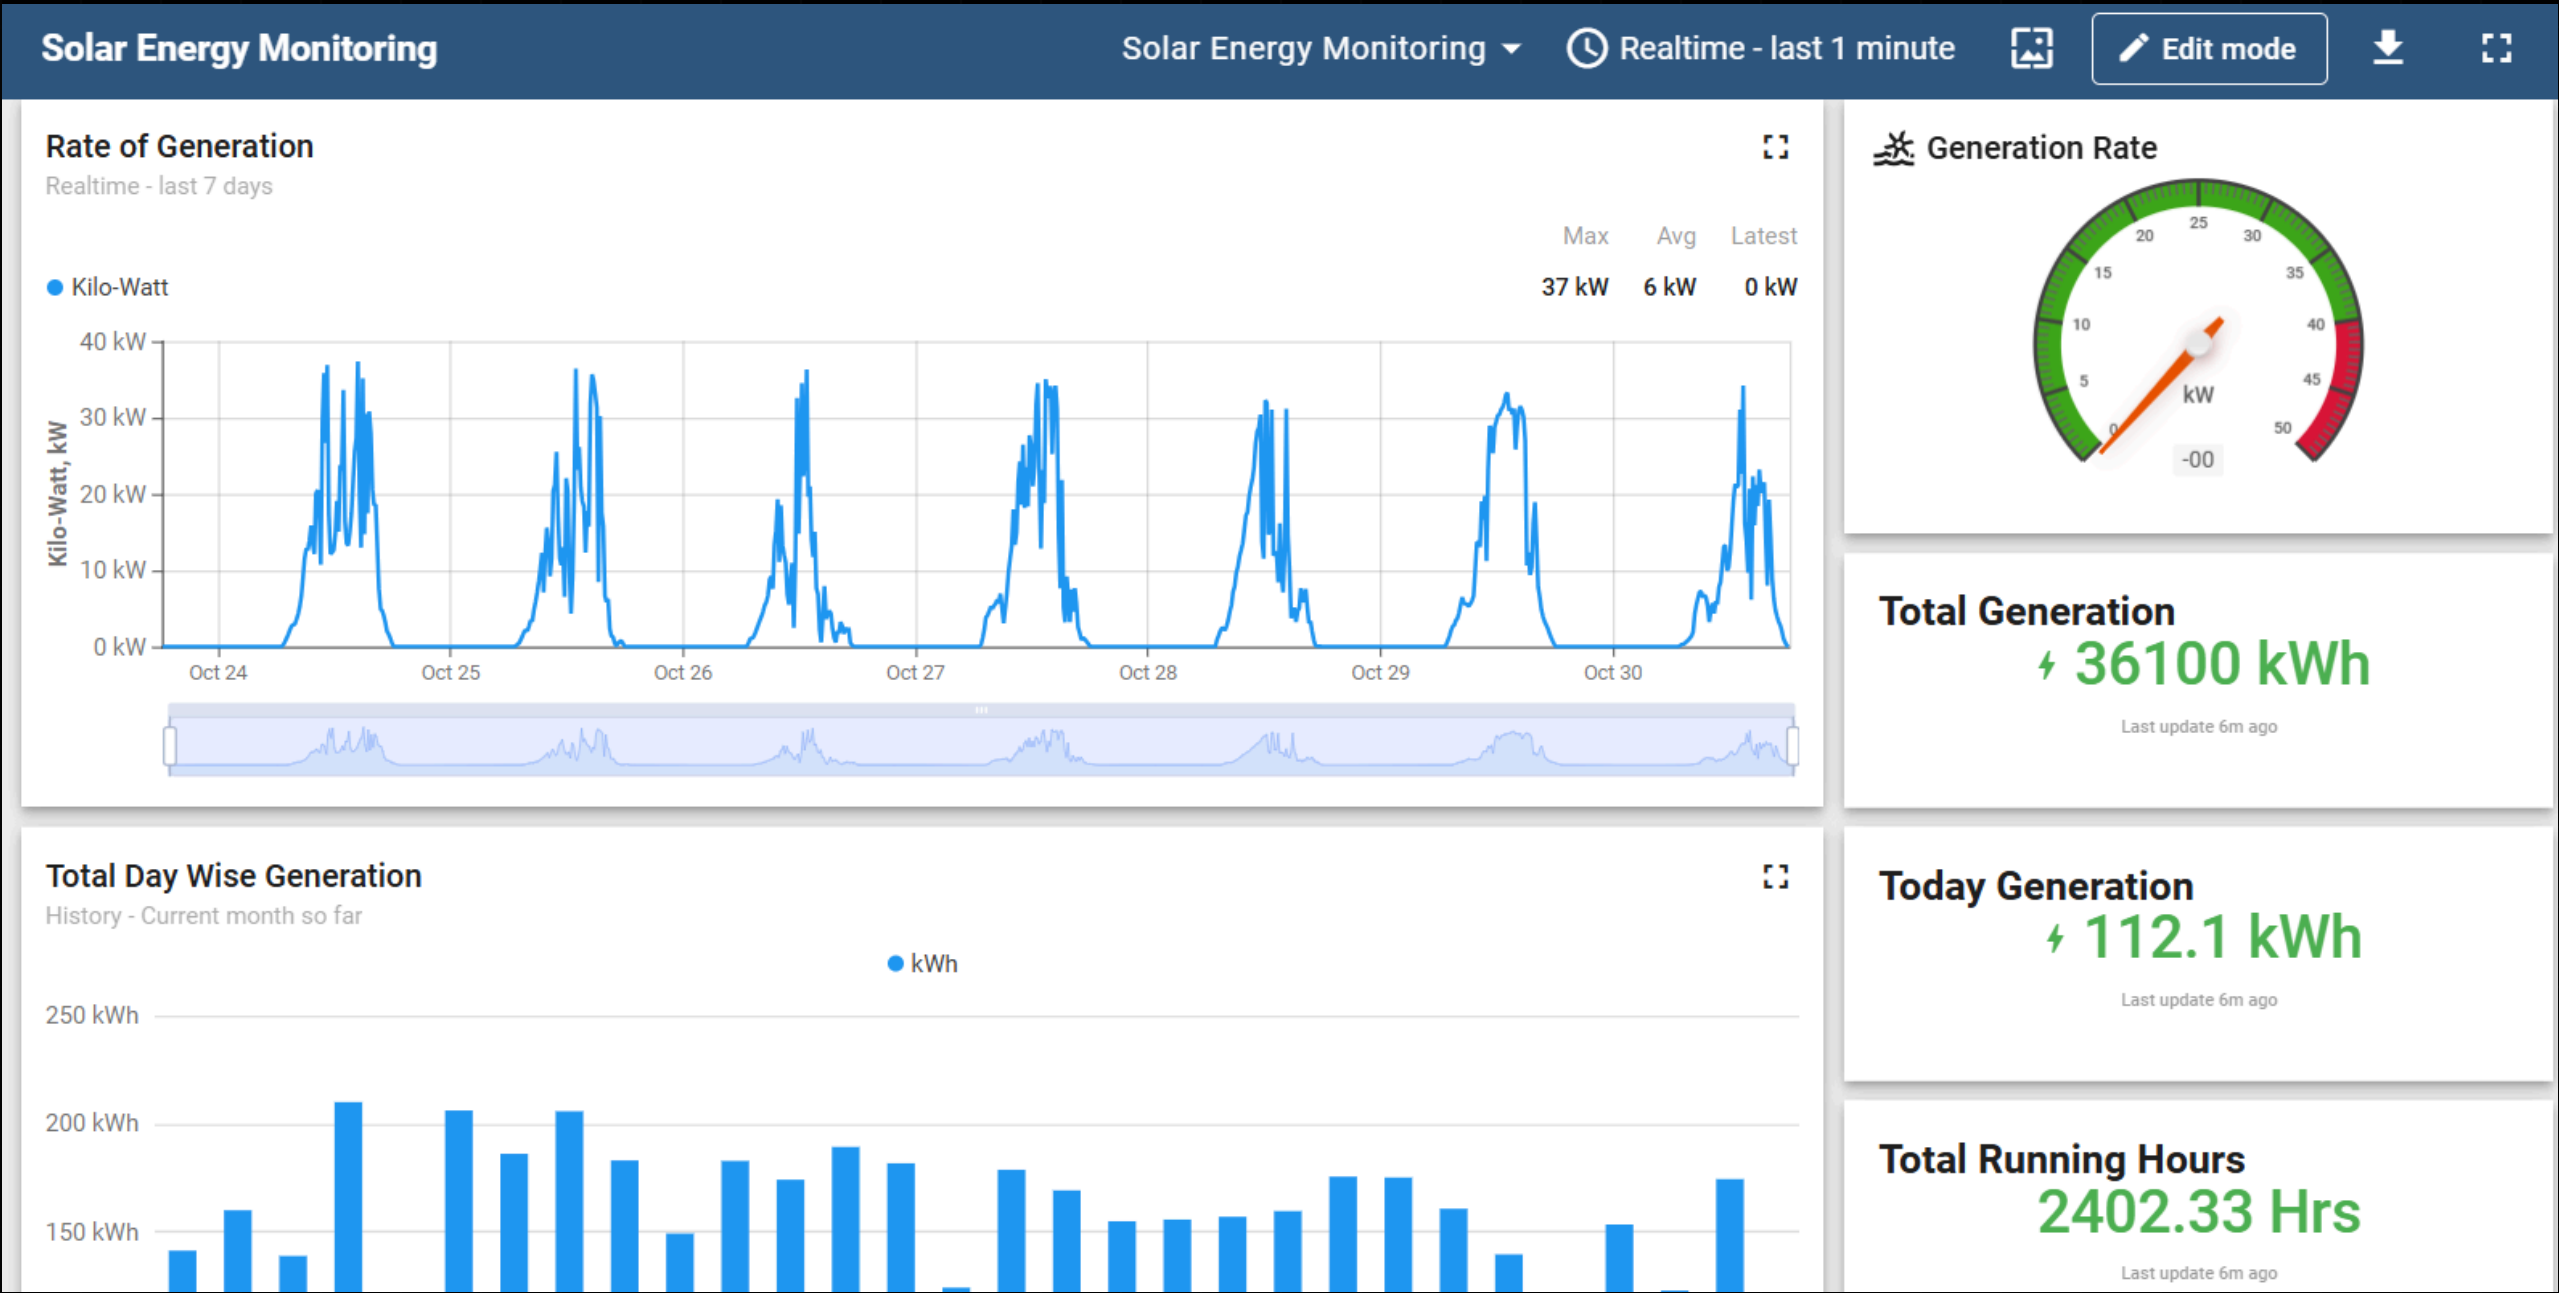 Solar Energy Monitoring
Solar Energy Monitoring
Realtime - last 1 minute
Edit mode
Rate of Generation
Realtime - last 7 days
Max Avg Latest
Kilo-Watt
37 kW 6 kW 0 kW
Kilo-Watt, kW
40 kW
30 kW
20 kW
10 kW
0 kW
Oct 24 Oct 25 Oct 26 Oct 27 Oct 28 Oct 29 Oct 30
Generation Rate
0
5
10
15
20
25
30
35
40
45
50
kW
-00
Total Generation
36100 kWh
Last update 6m ago
Total Day Wise Generation
History - Current month so far
kWh
250 kWh
200 kWh
150 kWh
Today Generation
112.1 kWh
Last update 6m ago
Total Running Hours
2402.33 Hrs
Last update 6m ago